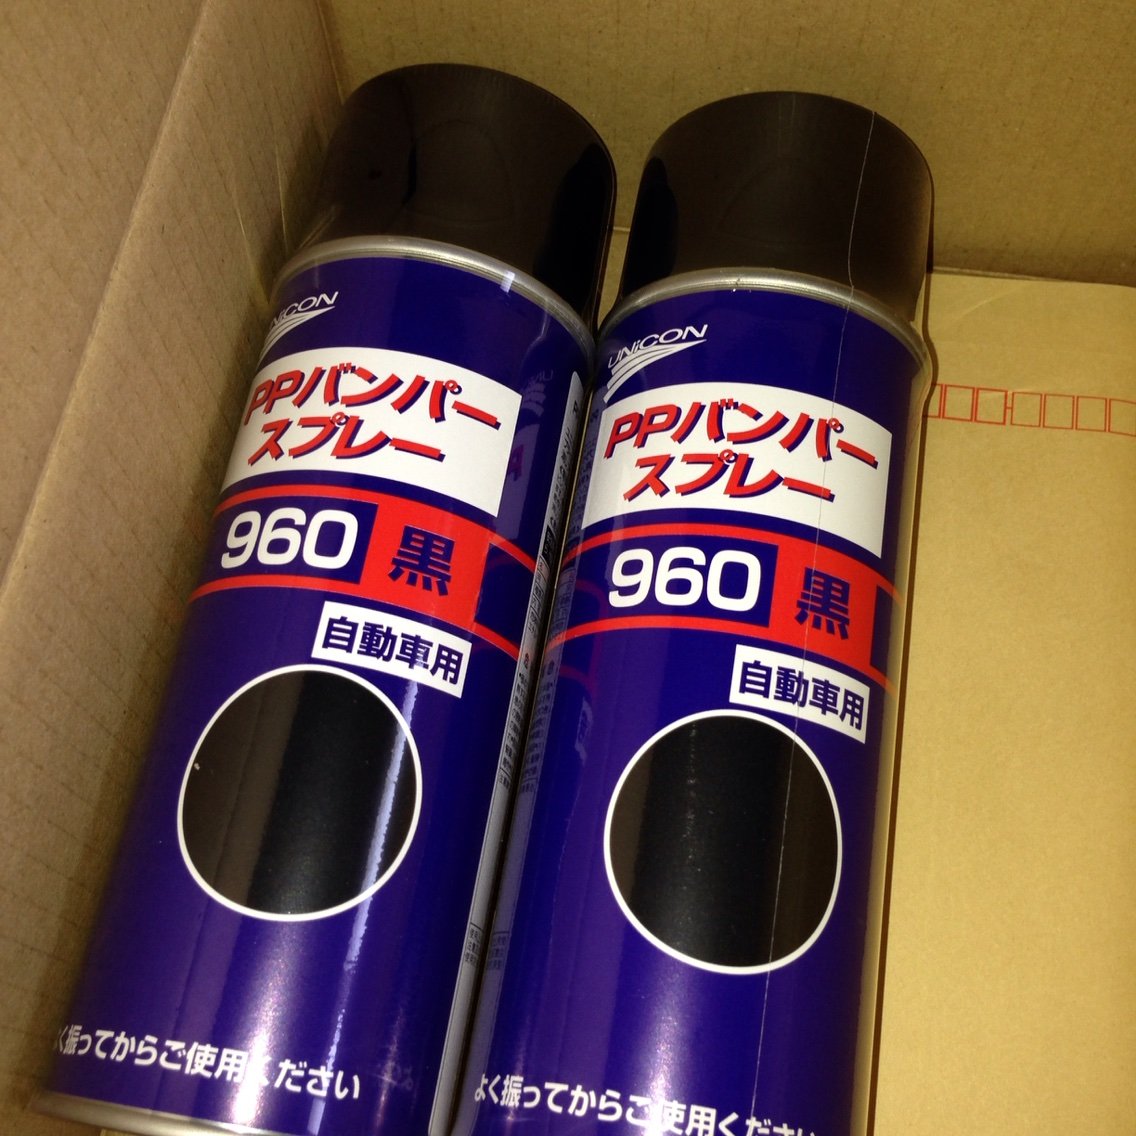 UNiCON
PPバンパー
スプレー
960 黒
自動車用
よく振ってからご使用ください
UNiCON
PPバンパー
スプレー
960 黒
自動車用
よく振ってからご使用ください